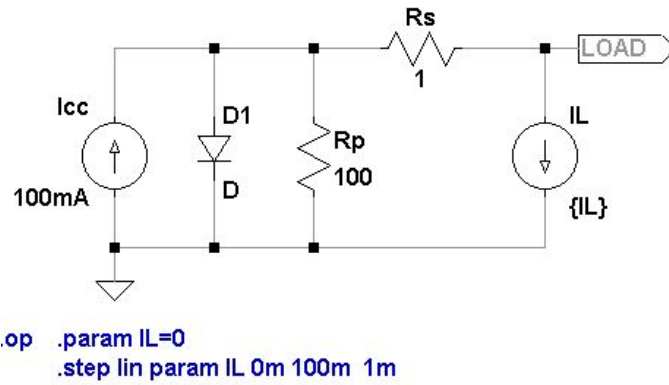 Rs
LOAD
1
Icc
D1
IL
Rp
100
100mA
D
{IL}
.op .param IL=0
.step lin param IL 0m 100m 1m